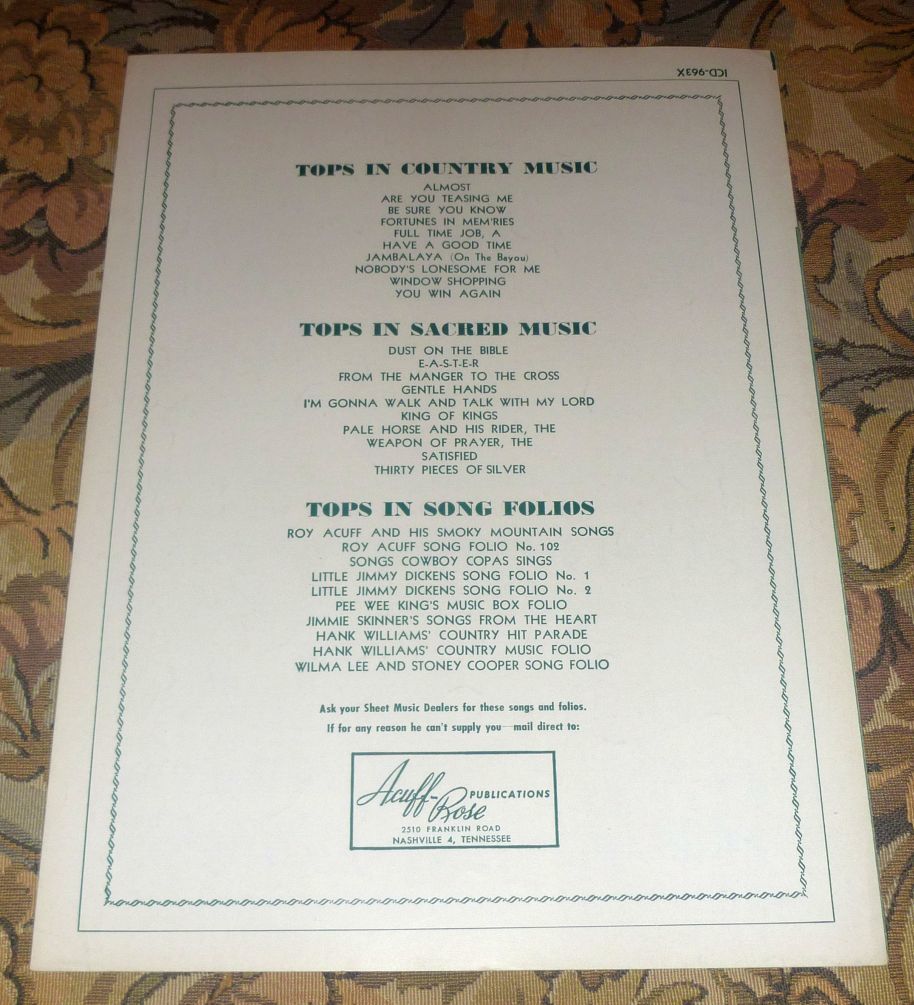 ICD-963X
TOPS IN COUNTRY MUSIC
ALMOST
ARE YOU TEASING ME
BE SURE YOU KNOW
FORTUNES IN MEM'RIES
FULL TIME JOB, A
HAVE A GOOD TIME
JAMBALAYA (On The Bayou)
NOBODY'S LONESOME FOR ME
WINDOW SHOPPING
YOU WIN AGAIN
TOPS IN SACRED MUSIC
DUST ON THE BIBLE
E-A-S-T-E-R
FROM THE MANGER TO THE CROSS
GENTLE HANDS
I'M GONNA WALK AND TALK WITH MY LORD
KING OF KINGS
PALE HORSE AND HIS RIDER, THE
WEAPON OF PRAYER, THE
SATISFIED
THIRTY PIECES OF SILVER
TOPS IN SONG FOLIOS
ROY ACUFF AND HIS SMOKY MOUNTAIN SONGS
ROY ACUFF SONG FOLIO No. 102
SONGS COWBOY COPAS SINGS
LITTLE JIMMY DICKENS SONG FOLIO No. 1
LITTLE JIMMY DICKENS SONG FOLIO No. 2
PEE WEE KING'S MUSIC BOX FOLIO
JIMMIE SKINNER'S SONGS FROM THE HEART
HANK WILLIAMS' COUNTRY HIT PARADE
HANK WILLIAMS' COUNTRY MUSIC FOLIO
WILMA LEE AND STONEY COOPER SONG FOLIO
Ask your Sheet Music Dealers for these songs and folios.
If for any reason he can't supply you—mail direct to:
Acuff-Rose PUBLICATIONS
2510 FRANKLIN ROAD
NASHVILLE 4, TENNESSEE